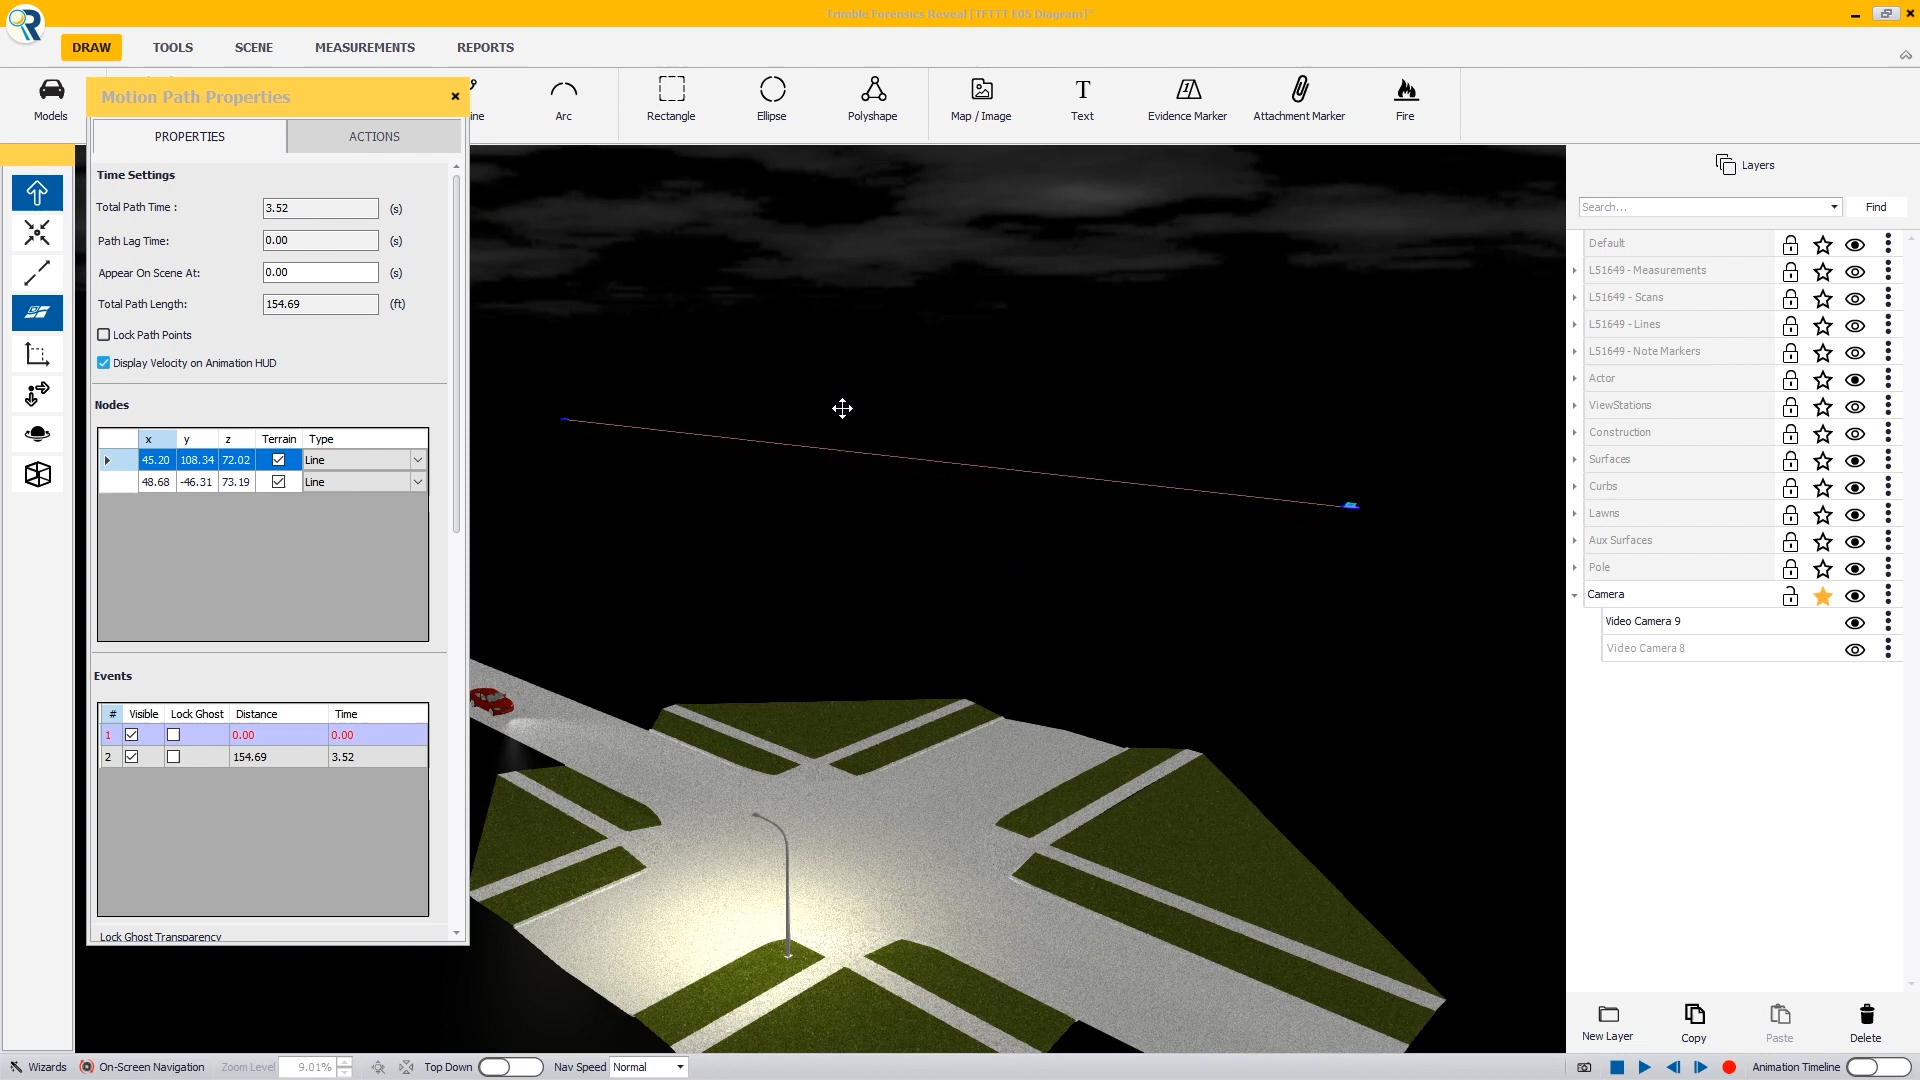 Trimble Forensics Reveal [TFTTT E05 Diagram]*
DRAW TOOLS SCENE MEASUREMENTS REPORTS
Models Arc Rectangle Ellipse Polyshape Map / Image Text Evidence Marker Attachment Marker Fire
Motion Path Properties
PROPERTIES ACTIONS
Time Settings
Total Path Time : 3.52 (s)
Path Lag Time: 0.00 (s)
Appear On Scene At: 0.00 (s)
Total Path Length: 154.69 (ft)
Lock Path Points
Display Velocity on Animation HUD
Nodes
x y z Terrain Type
45.20 108.34 72.02 Line
48.68 -46.31 73.19 Line
Events
# Visible Lock Ghost Distance Time
1 0.00 0.00
2 154.69 3.52
Lock Ghost Transparency
Layers
Search... Find
Default
L51649 - Measurements
L51649 - Scans
L51649 - Lines
L51649 - Note Markers
Actor
ViewStations
Construction
Surfaces
Curbs
Lawns
Aux Surfaces
Pole
Camera
Video Camera 9
Video Camera 8
New Layer Copy Paste Delete
Wizards On-Screen Navigation Zoom Level 9.01% Top Down Nav Speed Normal Animation Timeline